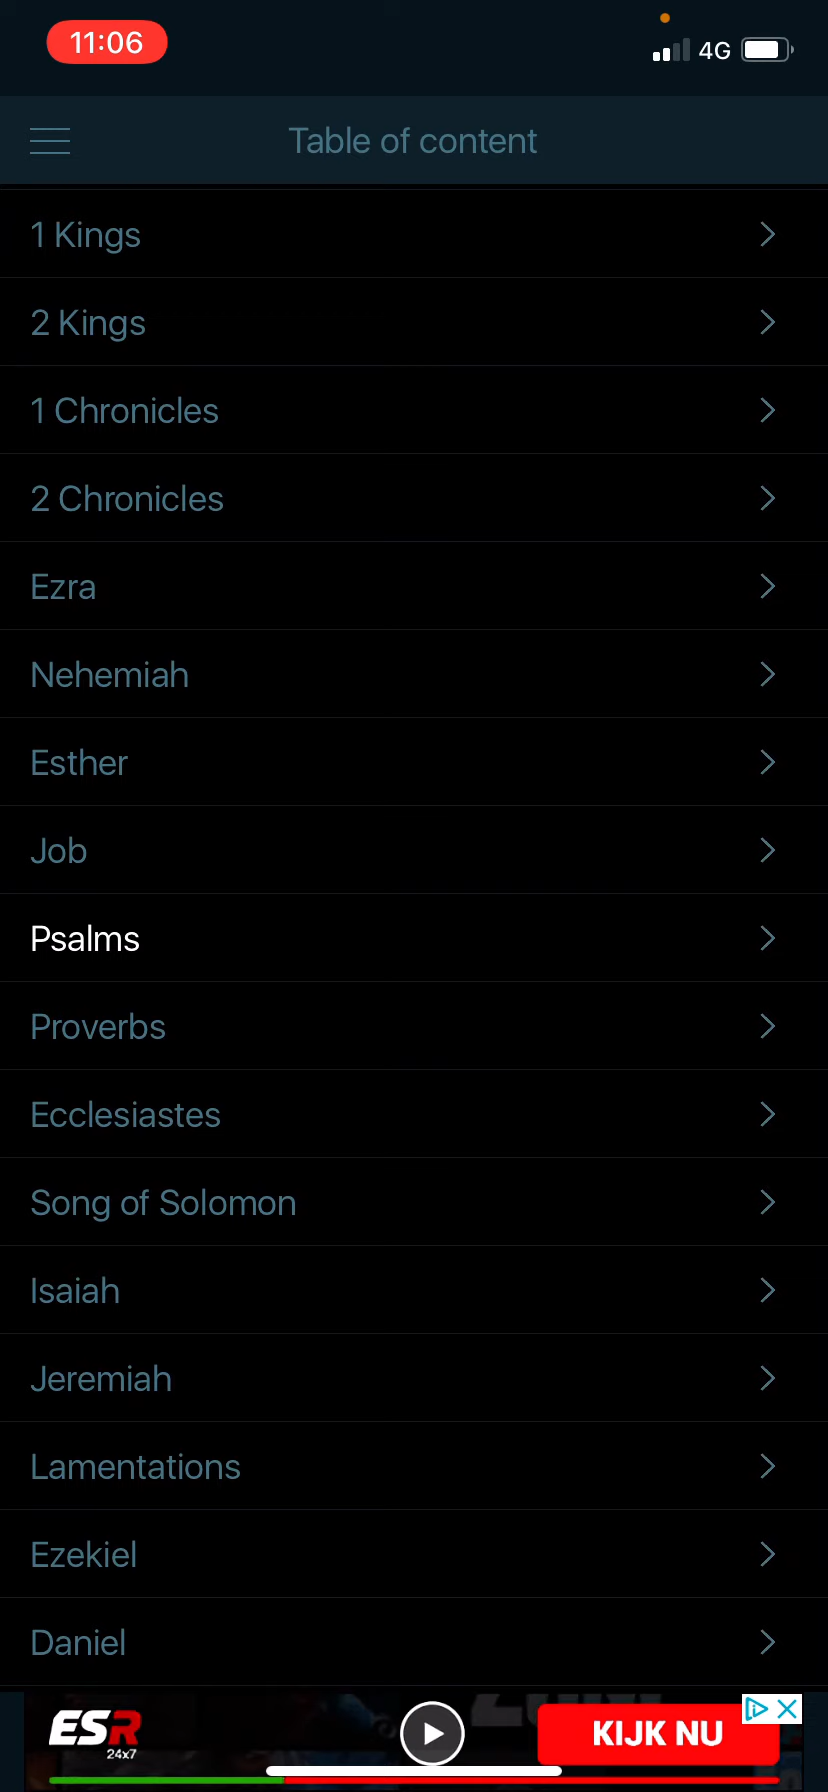 11:06
4G
Table of content
1 Kings
2 Kings
1 Chronicles
2 Chronicles
Ezra
Nehemiah
Esther
Job
Psalms
Proverbs
Ecclesiastes
Song of Solomon
Isaiah
Jeremiah
Lamentations
Ezekiel
Daniel
ESR
24x7
KIJK NU